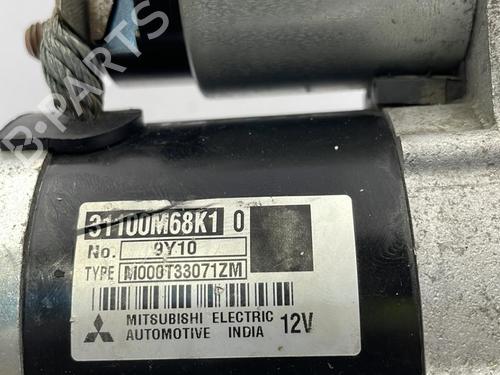 B-PARTS
31100M68K1 0
No. 9Y10
TYPE M000T33071ZM
MITSUBISHI ELECTRIC
AUTOMOTIVE INDIA 12V